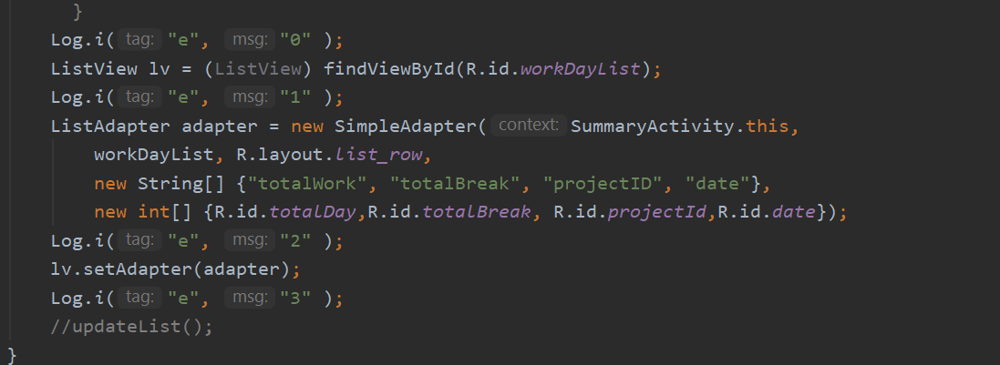 }
Log.i( tag: "e", msg: "0" );
ListView lv = (ListView) findViewById(R.id.workDayList);
Log.i( tag: "e", msg: "1" );
ListAdapter adapter = new SimpleAdapter( context: SummaryActivity.this,
workDayList, R.layout.list_row,
new String[] {"totalWork", "totalBreak", "projectID", "date"},
new int[] {R.id.totalDay,R.id.totalBreak, R.id.projectId,R.id.date});
Log.i( tag: "e", msg: "2" );
lv.setAdapter(adapter);
Log.i( tag: "e", msg: "3" );
//updateList();
}